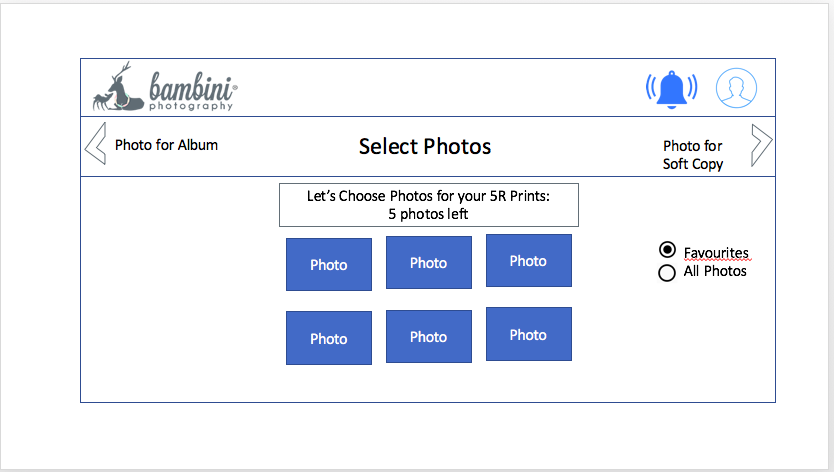 bambini
photography
Photo for Album
Select Photos
Photo for
Soft Copy
Let's Choose Photos for your 5R Prints:
5 photos left
Photo
Photo
Photo
Favourites
All Photos
Photo
Photo
Photo